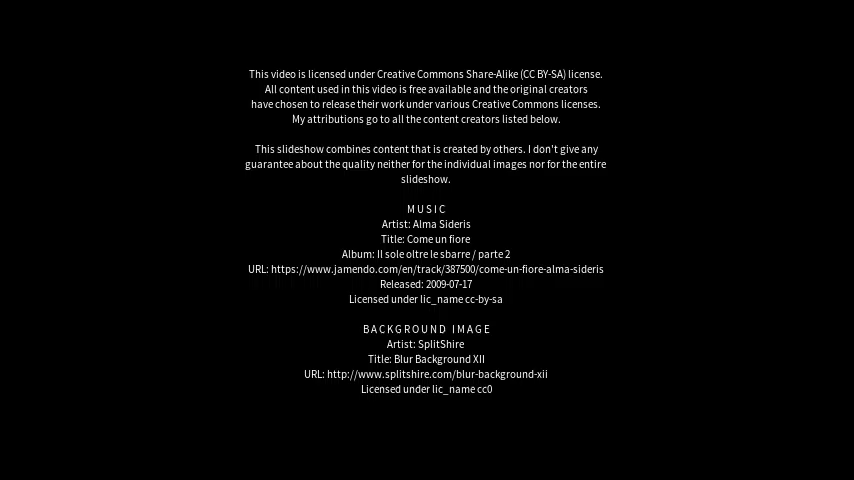 This video is licensed under Creative Commons Share-Alike (CC BY-SA) license.
All content used in this video is free available and the original creators
have chosen to release their work under various Creative Commons licenses.
My attributions go to all the content creators listed below.
This slideshow combines content that is created by others. I don't give any
guarantee about the quality neither for the individual images nor for the entire
slideshow.
MUSIC
Artist: Alma Sideris
Title: Come un fiore
Album: Il sole oltre le sbarre / parte 2
URL: https://www.jamendo.com/en/track/387500/come-un-fiore-alma-sideris
Released: 2009-07-17
Licensed under lic_name cc-by-sa
BACKGROUND IMAGE
Artist: SplitShire
Title: Blur Background XII
URL: http://www.splitshire.com/blur-background-xii
Licensed under lic_name cc0